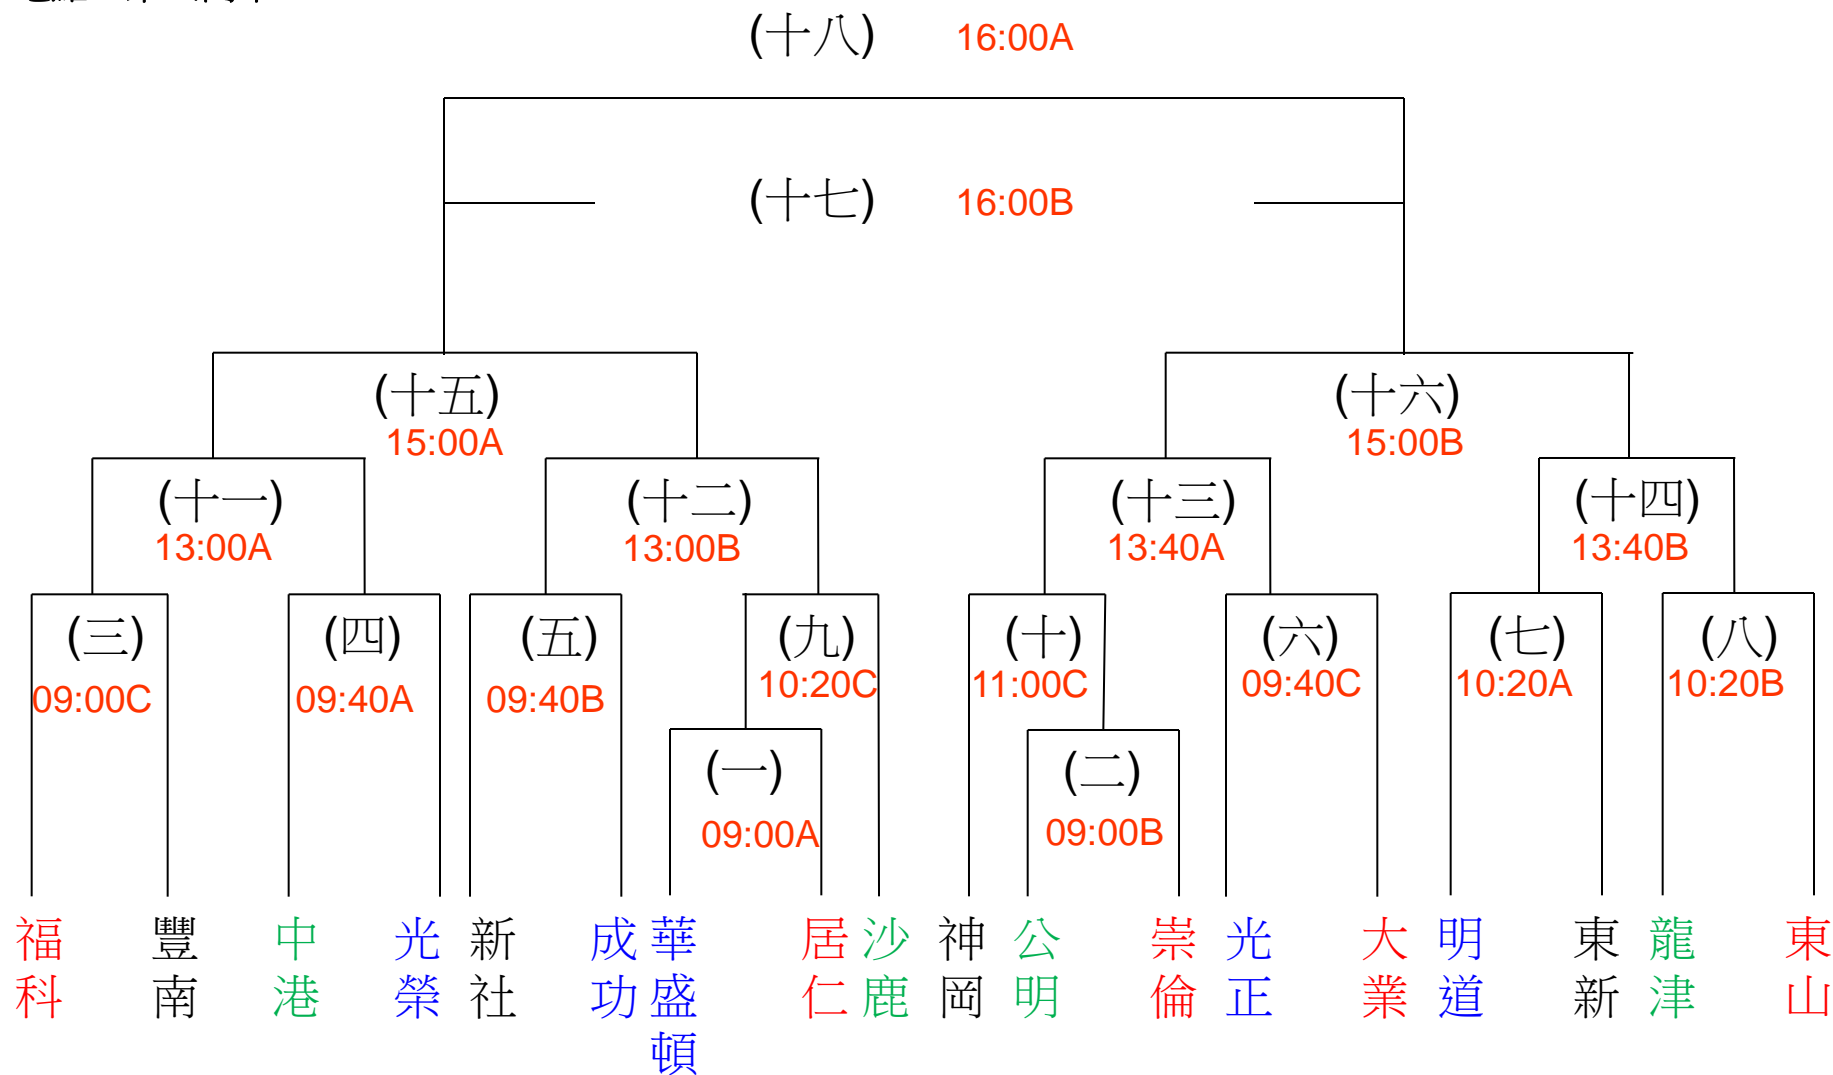 (十八) 16:00A
(十七) 16:00B
(十五) (十六)
15:00A 15:00B
(十一) (十二) (十三) (十四)
13:00A 13:00B 13:40A 13:40B
(三) (四) (五) (九) (十) (六) (七) (八)
09:00C 09:40A 09:40B 10:20C 11:00C 09:40C 10:20A 10:20B
(一) (二)
09:00A 09:00B
福科
豐南
中港
光榮
新社
成功
華盛頓
居仁
沙鹿
神岡
公明
崇倫
光正
大業
明道
東新
龍津
東山